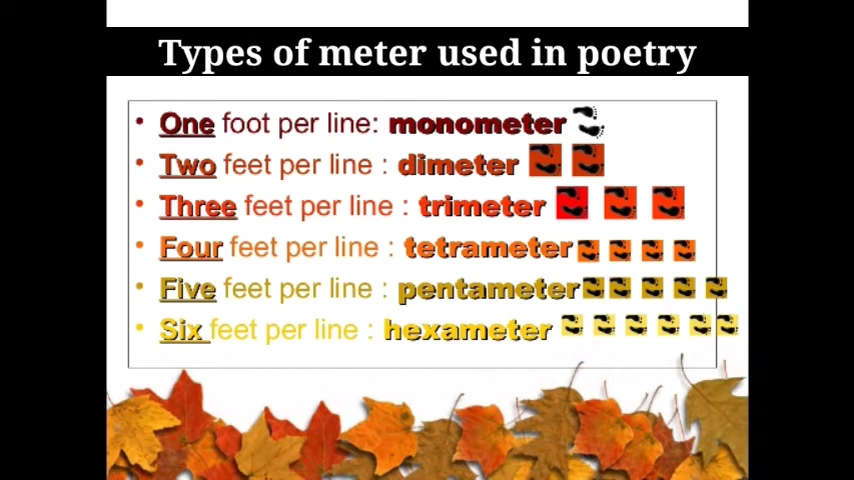 Types of meter used in poetry
• One foot per line: monometer
• Two feet per line : dimeter
• Three feet per line : trimeter
• Four feet per line : tetrameter
• Five feet per line : pentameter
• Six feet per line : hexameter